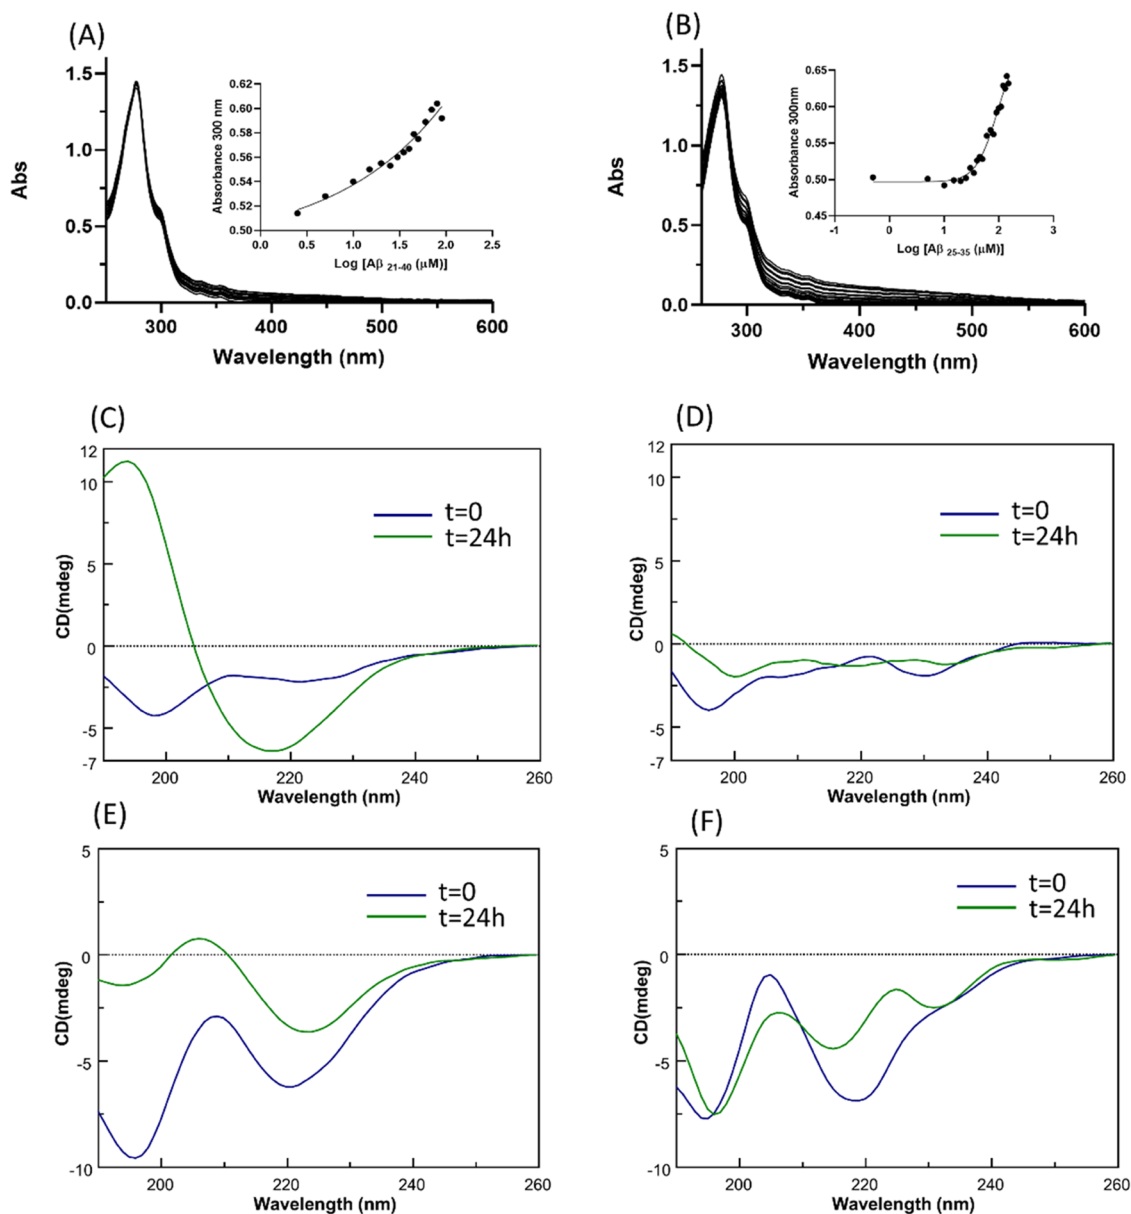 (A)
Abs
1.5
1.0
0.5
0.0
300
400
500
600
Wavelength (nm)
Absorbance 300 nm
0.62
0.60
0.58
0.56
0.54
0.52
0.50
0.0
0.5
1.0
1.5
2.0
2.5
Log [Aβ 21-40 (μM)]
(B)
Abs
1.5
1.0
0.5
0.0
300
400
500
600
Wavelength (nm)
Absorbance 300nm
0.65
0.60
0.55
0.50
0.45
-1
0
1
2
3
Log [Aβ 25-35 (μM)]
(C)
CD(mdeg)
12
10
5
0
-5
-7
200
220
240
260
Wavelength (nm)
t=0
t=24h
(D)
CD(mdeg)
12
10
5
0
-5
-7
200
220
240
260
Wavelength (nm)
t=0
t=24h
(E)
CD(mdeg)
5
0
-5
-10
200
220
240
260
Wavelength (nm)
t=0
t=24h
(F)
CD(mdeg)
5
0
-5
-10
200
220
240
260
Wavelength (nm)
t=0
t=24h